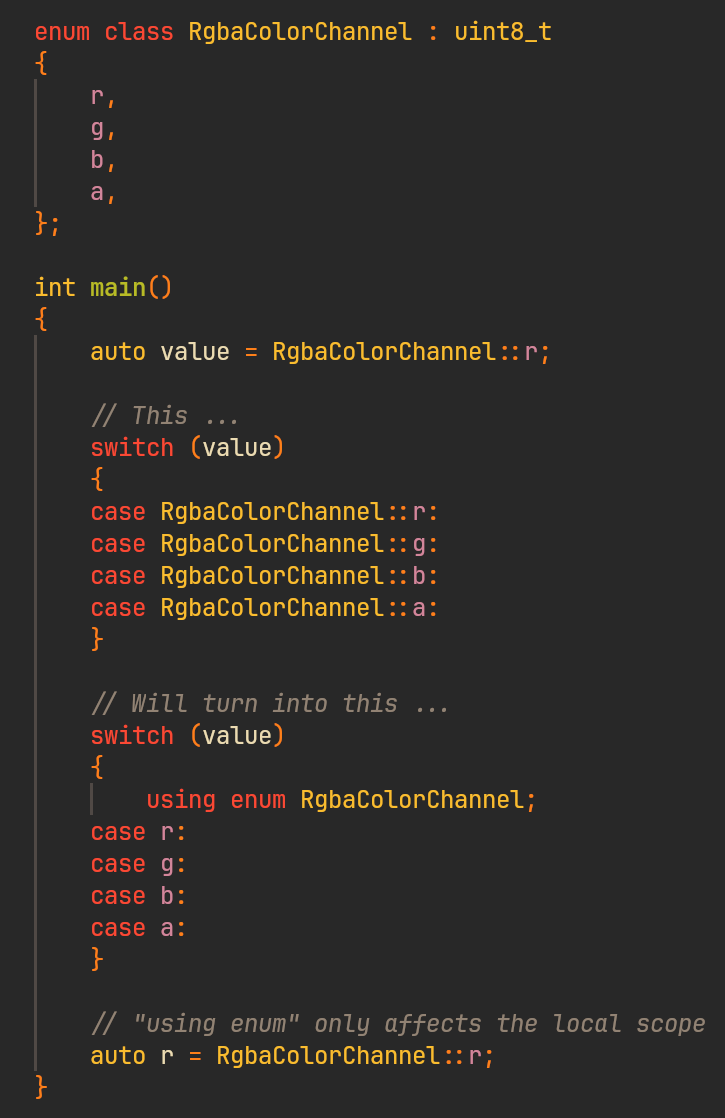 enum class RgbaColorChannel : uint8_t
{
    r,
    g,
    b,
    a,
};

int main()
{
    auto value = RgbaColorChannel::r;

    // This ...
    switch (value)
    {
    case RgbaColorChannel::r:
    case RgbaColorChannel::g:
    case RgbaColorChannel::b:
    case RgbaColorChannel::a:
    }

    // Will turn into this ...
    switch (value)
    {
        using enum RgbaColorChannel;
    case r:
    case g:
    case b:
    case a:
    }

    // "using enum" only affects the local scope
    auto r = RgbaColorChannel::r;
}